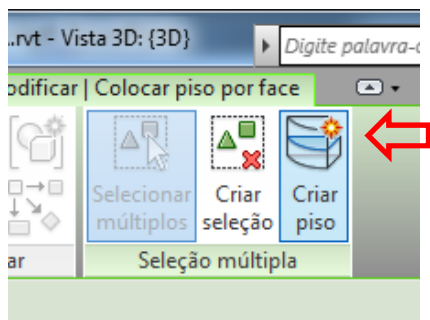 ..rvt - Vista 3D: {3D}
Digite palavra-c
odificar | Colocar piso por face
Selecionar múltiplos
Criar seleção
Criar piso
ar
Seleção múltipla